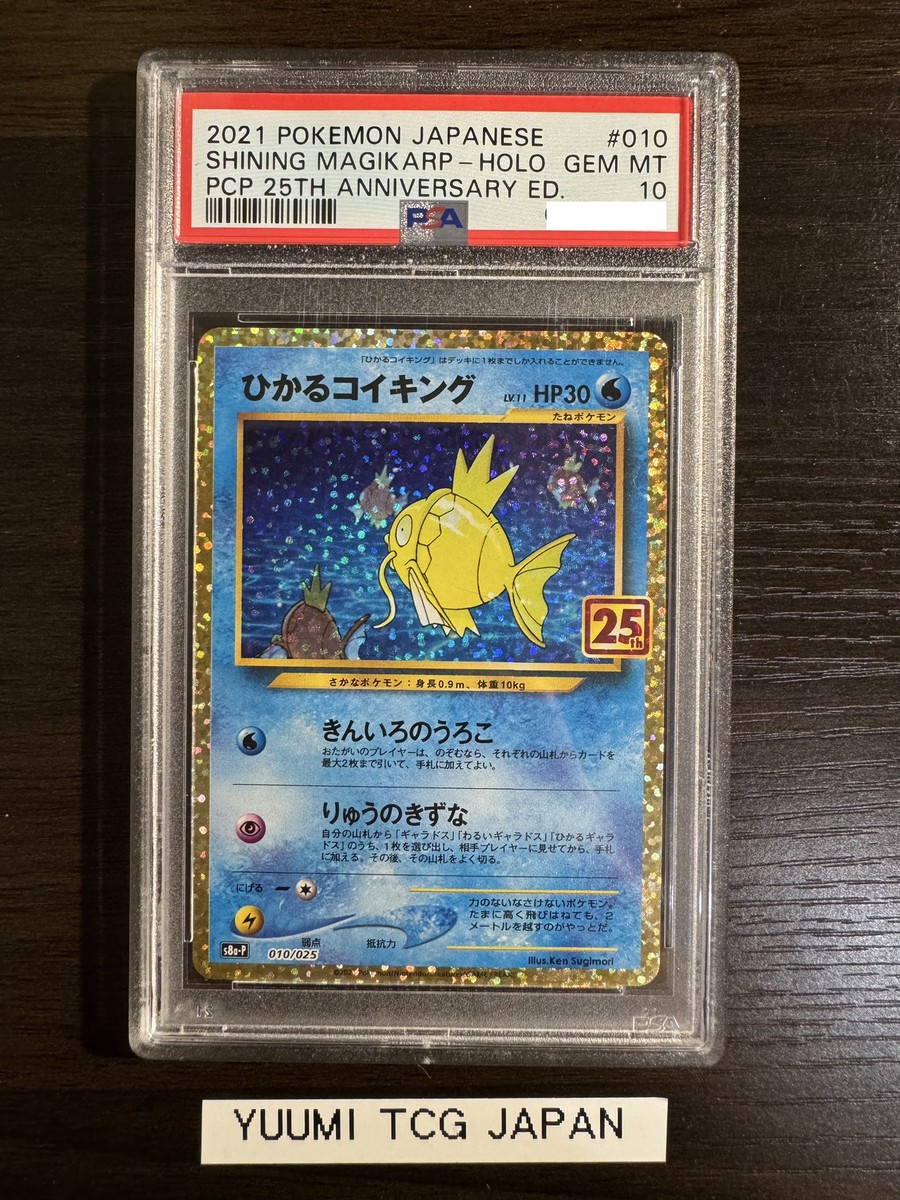 2021 POKEMON JAPANESE #010
SHINING MAGIKARP-HOLO GEM MT
PCP 25TH ANNIVERSARY ED. 10
PSA
「ひかるコイキング」はデッキに1枚までしか入れることができません。
ひかるコイキング LV.11 HP30
たねポケモン
25th
さかなポケモン：身長0.9m、体重10kg
きんいろのうろこ
おたがいのプレイヤーは、のぞむなら、それぞれの山札からカードを
最大2枚まで引いて、手札に加えてよい。
りゅうのきずな
自分の山札から「ギャラドス」「わるいギャラドス」「ひかるギャラ
ドス」のうち、1枚を選び出し、相手プレイヤーに見せてから、手札
に加える。その後、その山札をよく切る。
にげる
力のないなさけないポケモン。
たまに高く飛びはねても、2
メートルを越すのがやっとだ。
弱点 抵抗力
s8a-P 010/025
Illus.Ken Sugimori
PSA
YUUMI TCG JAPAN